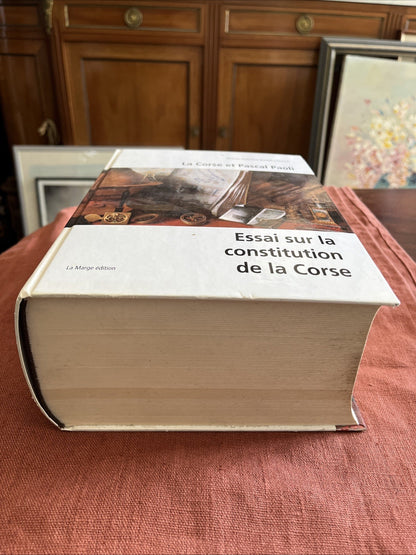 La Corse et Pascal Paoli
Essai sur la
constitution
de la Corse
La Marge édition